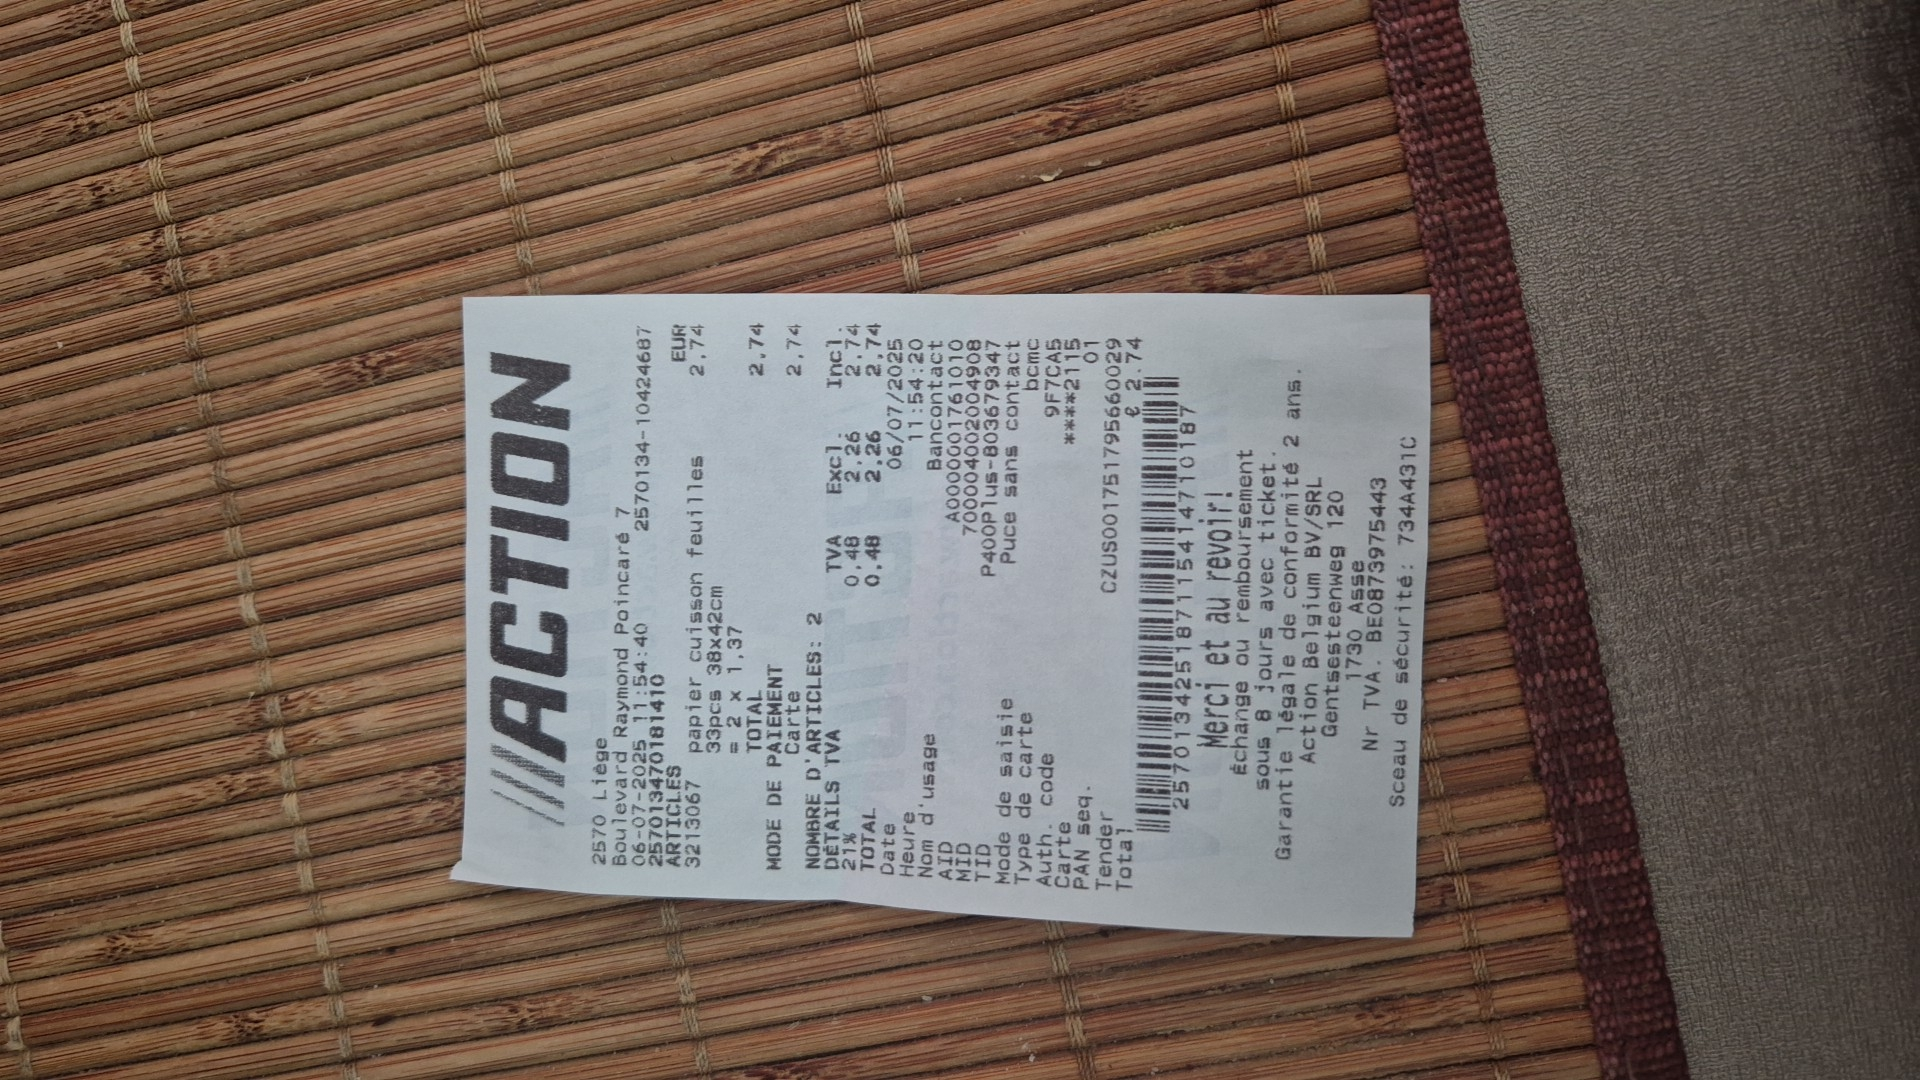 ACTION
2570 Liége
Boulevard Raymond Poincaré 7
06-07-2025 11:54:40 2570134-10424687
2570134701814​10
ARTICLES EUR
3213067 papier cuisson feuilles 2,74
33pcs 38x42cm
= 2 x 1,37
TOTAL 2,74
MODE DE PAIEMENT
Carte 2,74
NOMBRE D'ARTICLES: 2
DÉTAILS TVA TVA Excl. Incl.
21% 0,48 2,26 2,74
TOTAL 0,48 2,26 2,74
Date 06/07/2025
Heure 11:54:20
Nom d'usage Bancontact
AID A0000001761010
MID 700004002004908
TID P400Plus-803679347
Mode de saisie Puce sans contact
Type de carte bcmc
Auth. code 9F7CA5
Carte ****2115
PAN seq. 01
Tender CZUS001751795660029
Total € 2.74
2570134251871154147101​87
Merci et au revoir!
Échange ou remboursement
sous 8 jours avec ticket.
Garantie légale de conformité 2 ans.
Action Belgium BV/SRL
Gentsesteenweg 120
1730 Asse
Nr TVA. BE0873975443
Sceau de sécurité: 734A431C